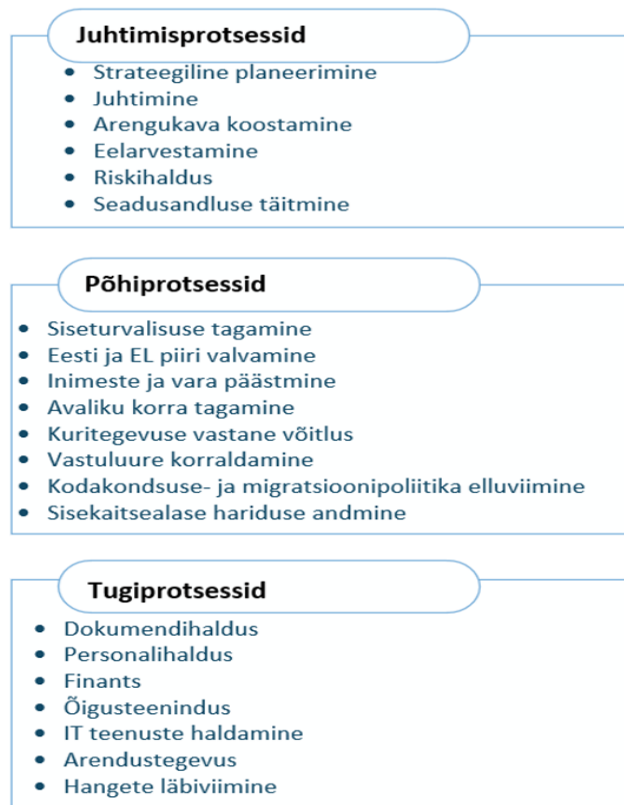 Juhtimisprotsessid
• Strateegiline planeerimine
• Juhtimine
• Arengukava koostamine
• Eelarvestamine
• Riskihaldus
• Seadusandluse täitmine
Põhiprotsessid
• Siseturvalisuse tagamine
• Eesti ja EL piiri valvamine
• Inimeste ja vara päästmine
• Avaliku korra tagamine
• Kuritegevuse vastane võitlus
• Vastuluure korraldamine
• Kodakondsuse- ja migratsioonipoliitika elluviimine
• Sisekaitsealase hariduse andmine
Tugiprotsessid
• Dokumendihaldus
• Personalihaldus
• Finants
• Õigusteenindus
• IT teenuste haldamine
• Arendustegevus
• Hangete läbiviimine